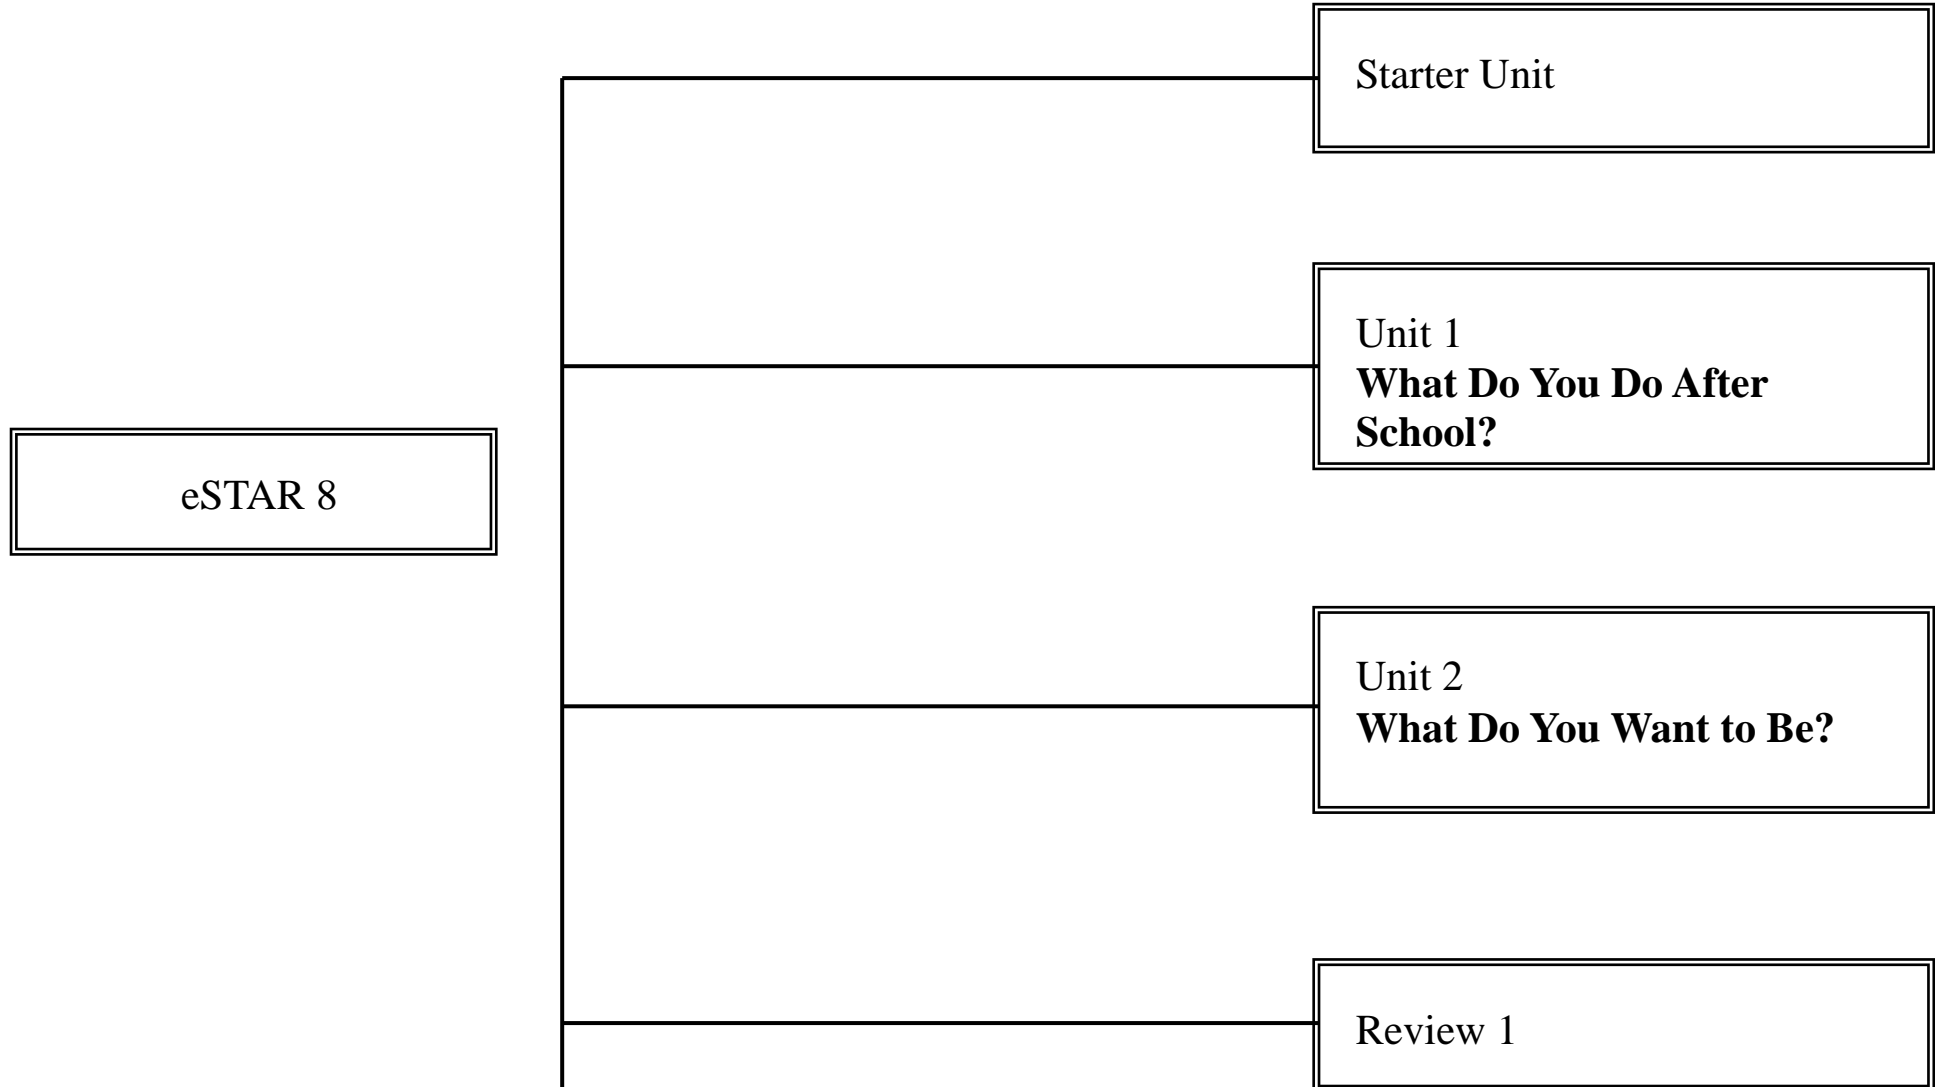 eSTAR 8
Starter Unit
Unit 1
What Do You Do After
School?
Unit 2
What Do You Want to Be?
Review 1